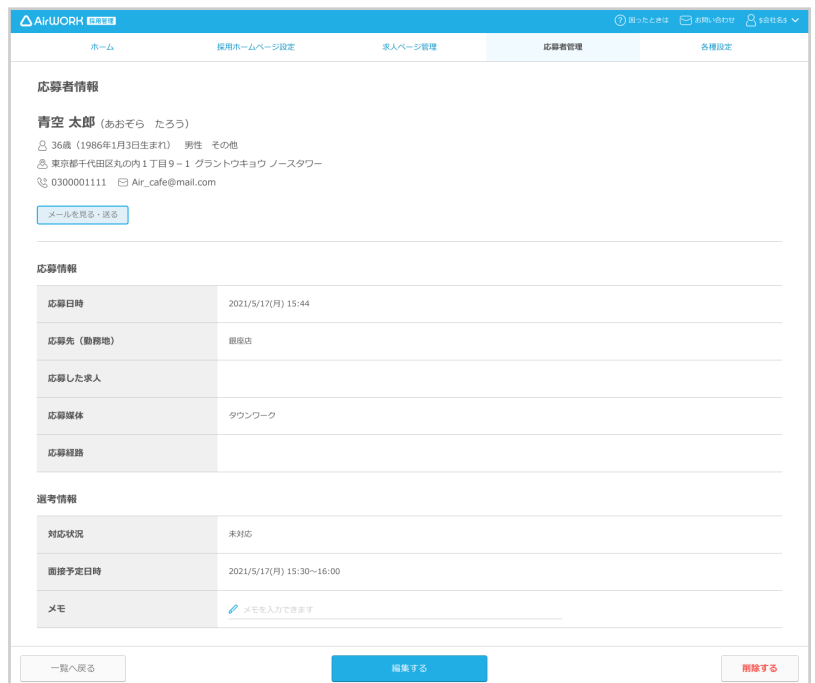 AirWORK 採用管理 困ったときは お問い合わせ $会社名$
ホーム 採用ホームページ設定 求人ページ管理 応募者管理 各種設定
応募者情報
青空 太郎（あおぞら たろう）
36歳（1986年1月3日生まれ） 男性 その他
東京都千代田区丸の内１丁目９−１ グラントウキョウ ノースタワー
0300001111 Air_cafe@mail.com
メールを見る・送る
応募情報
応募日時 2021/5/17(月) 15:44
応募先（勤務地） 銀座店
応募した求人
応募媒体 タウンワーク
応募経路
選考情報
対応状況 未対応
面接予定日時 2021/5/17(月) 15:30〜16:00
メモ メモを入力できます
一覧へ戻る 編集する 削除する